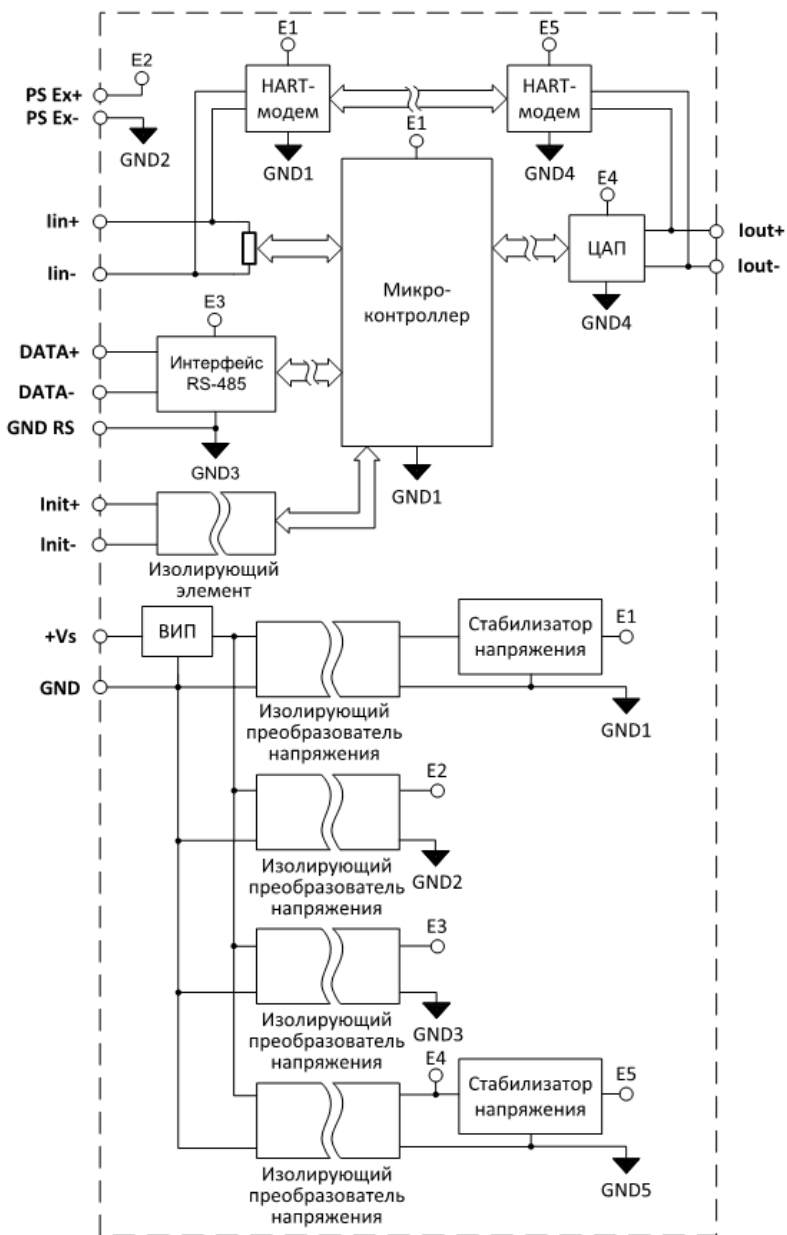 E1
E5
E2
PS Ex+
PS Ex-
GND2
HART-
модем
GND1
HART-
модем
GND4
E1
E4
Iin+
Iin-
Микро-
контроллер
GND1
ЦАП
GND4
Iout+
Iout-
E3
DATA+
DATA-
GND RS
Интерфейс
RS-485
GND3
Init+
Init-
Изолирующий
элемент
+Vs
GND
ВИП
Стабилизатор
напряжения
E1
GND1
Изолирующий
преобразователь
напряжения
E2
GND2
Изолирующий
преобразователь
напряжения
E3
GND3
Изолирующий
преобразователь
напряжения
E4
Стабилизатор
напряжения
E5
GND5
Изолирующий
преобразователь
напряжения